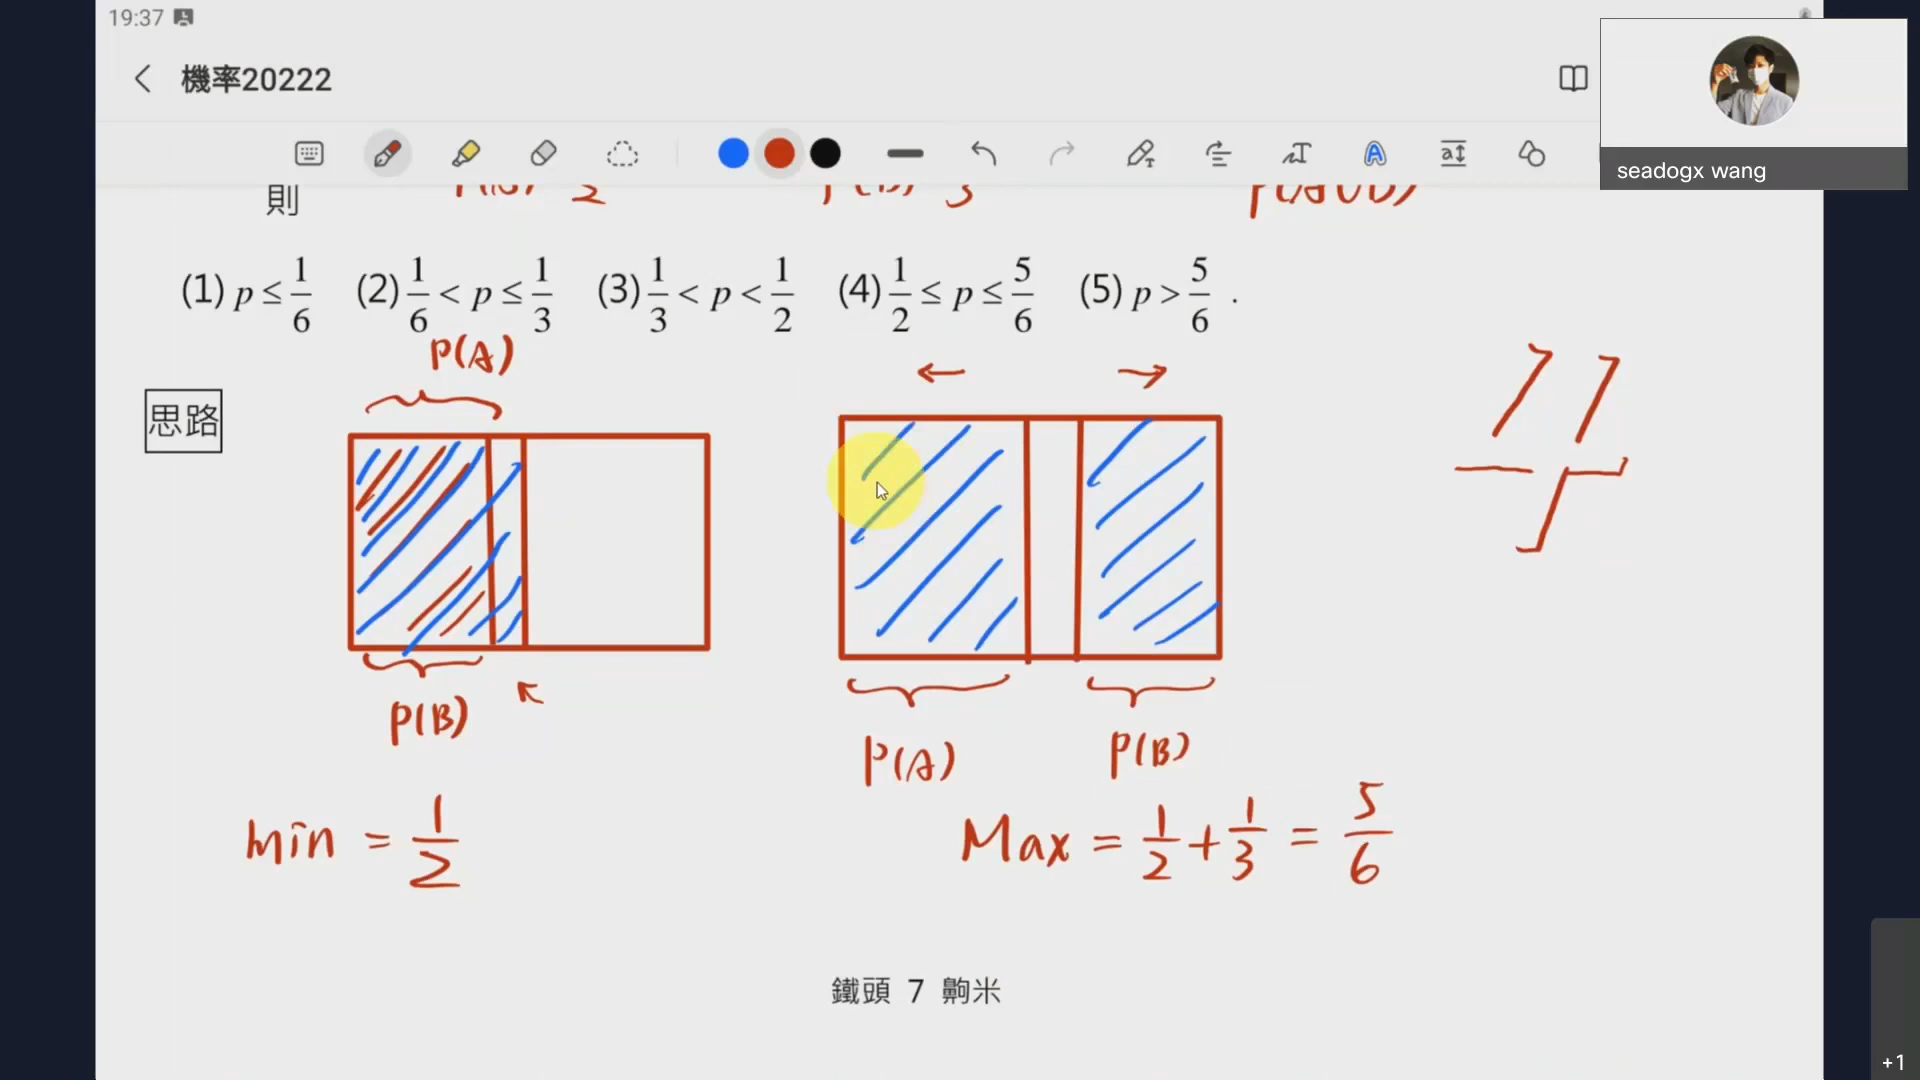 19:37
機率20222
seadogx wang
則
(1) p ≤ 1/6 (2) 1/6 < p ≤ 1/3 (3) 1/3 < p < 1/2 (4) 1/2 ≤ p ≤ 5/6 (5) p > 5/6 .
P(A)
思路
P(B)
P(A) P(B)
min = 1/2
Max = 1/2 + 1/3 = 5/6
鐵頭 7 齁米
+1